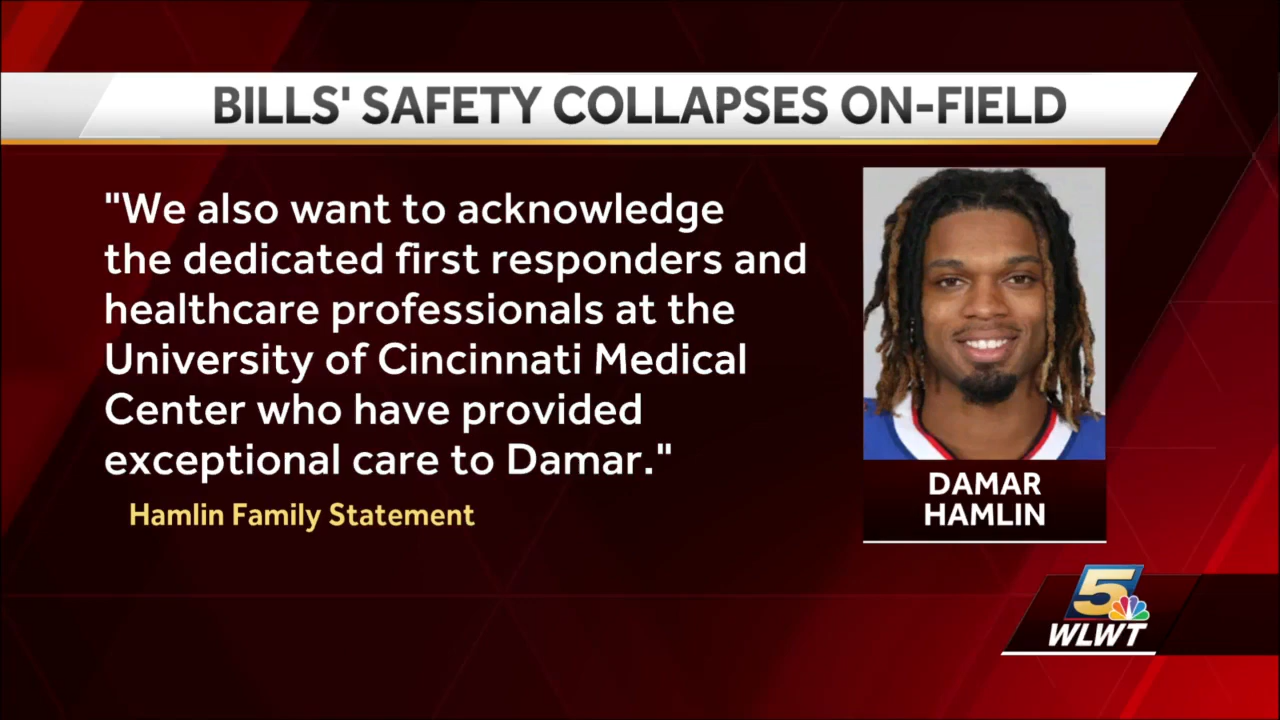 BILLS' SAFETY COLLAPSES ON-FIELD
"We also want to acknowledge
the dedicated first responders and
healthcare professionals at the
University of Cincinnati Medical
Center who have provided
exceptional care to Damar."
Hamlin Family Statement
DAMAR
HAMLIN
5
WLWT